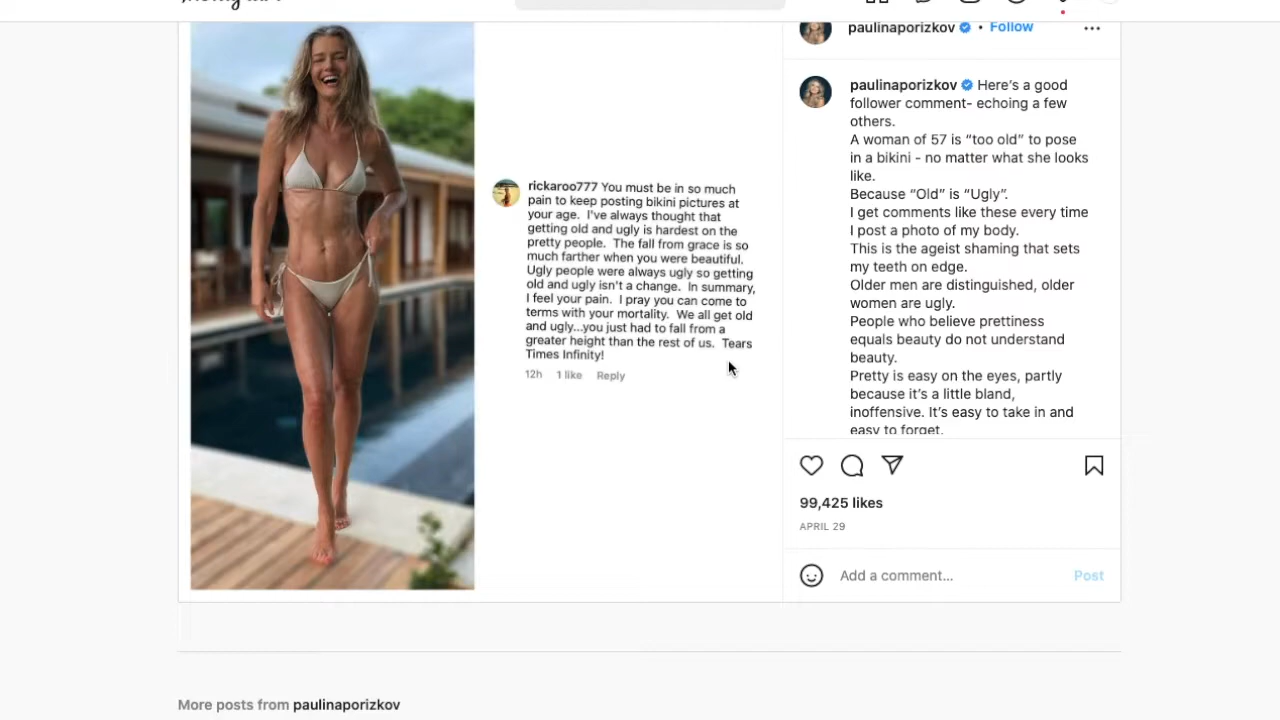 paulinaporizkov • Follow
rickaroo777 You must be in so much
pain to keep posting bikini pictures at
your age. I've always thought that
getting old and ugly is hardest on the
pretty people. The fall from grace is so
much farther when you were beautiful.
Ugly people were always ugly so getting
old and ugly isn't a change. In summary,
I feel your pain. I pray you can come to
terms with your mortality. We all get old
and ugly...you just had to fall from a
greater height than the rest of us. Tears
Times Infinity!
12h 1 like Reply
paulinaporizkov Here's a good
follower comment- echoing a few
others.
A woman of 57 is “too old” to pose
in a bikini - no matter what she looks
like.
Because “Old” is “Ugly”.
I get comments like these every time
I post a photo of my body.
This is the ageist shaming that sets
my teeth on edge.
Older men are distinguished, older
women are ugly.
People who believe prettiness
equals beauty do not understand
beauty.
Pretty is easy on the eyes, partly
because it’s a little bland,
inoffensive. It’s easy to take in and
easy to forget.
99,425 likes
APRIL 29
Add a comment...
Post
More posts from paulinaporizkov